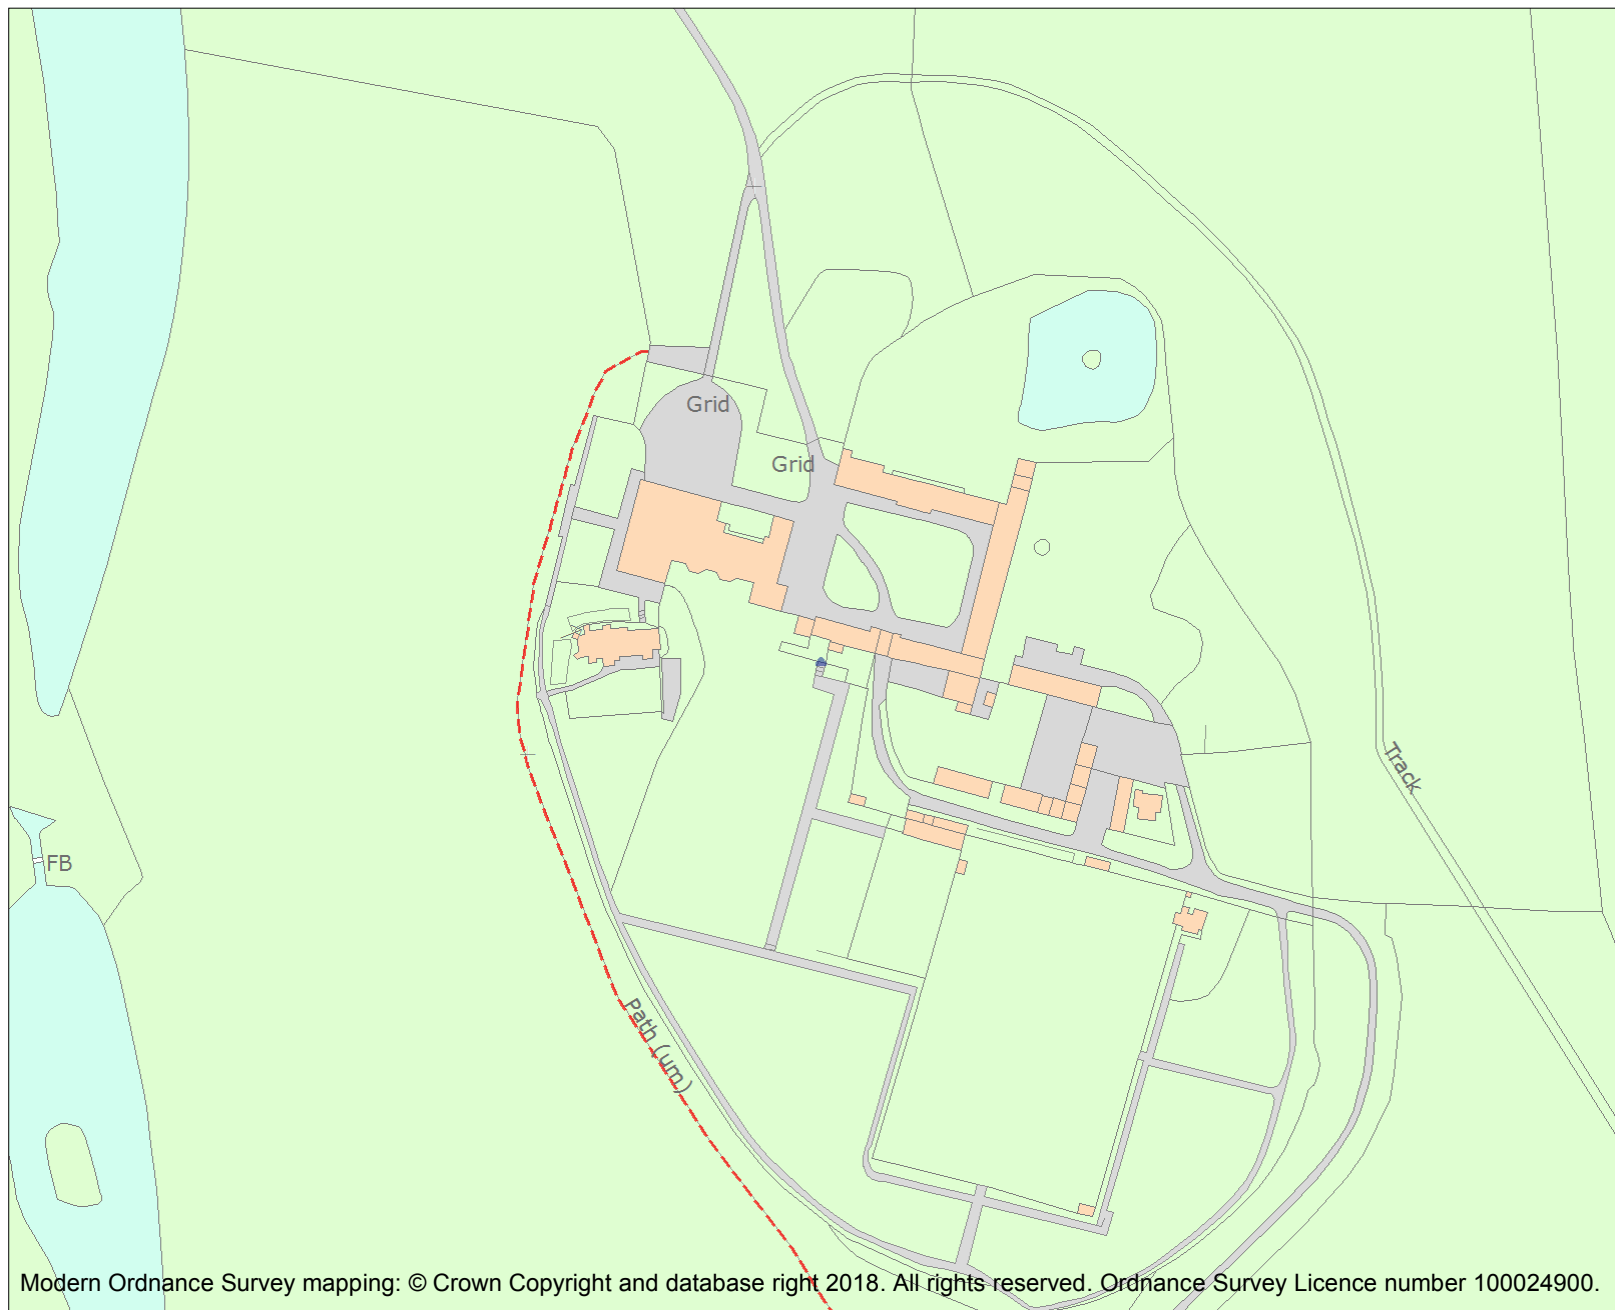 Grid
Grid
Track
FB
Path (um)
Modern Ordnance Survey mapping: © Crown Copyright and database right 2018. All rights reserved. Ordnance Survey Licence number 100024900.